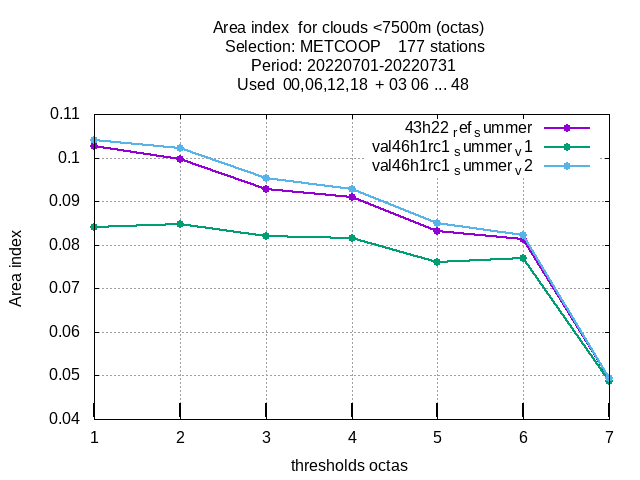 Area index  for clouds <7500m (octas)
Selection: METCOOP    177 stations
Period: 20220701-20220731
Used  00,06,12,18  + 03 06 ... 48
43h22 ref summer
val46h1rc1 summer v1
val46h1rc1 summer v2
0.11
0.1
0.09
0.08
0.07
0.06
0.05
0.04
Area index
1 2 3 4 5 6 7
thresholds octas